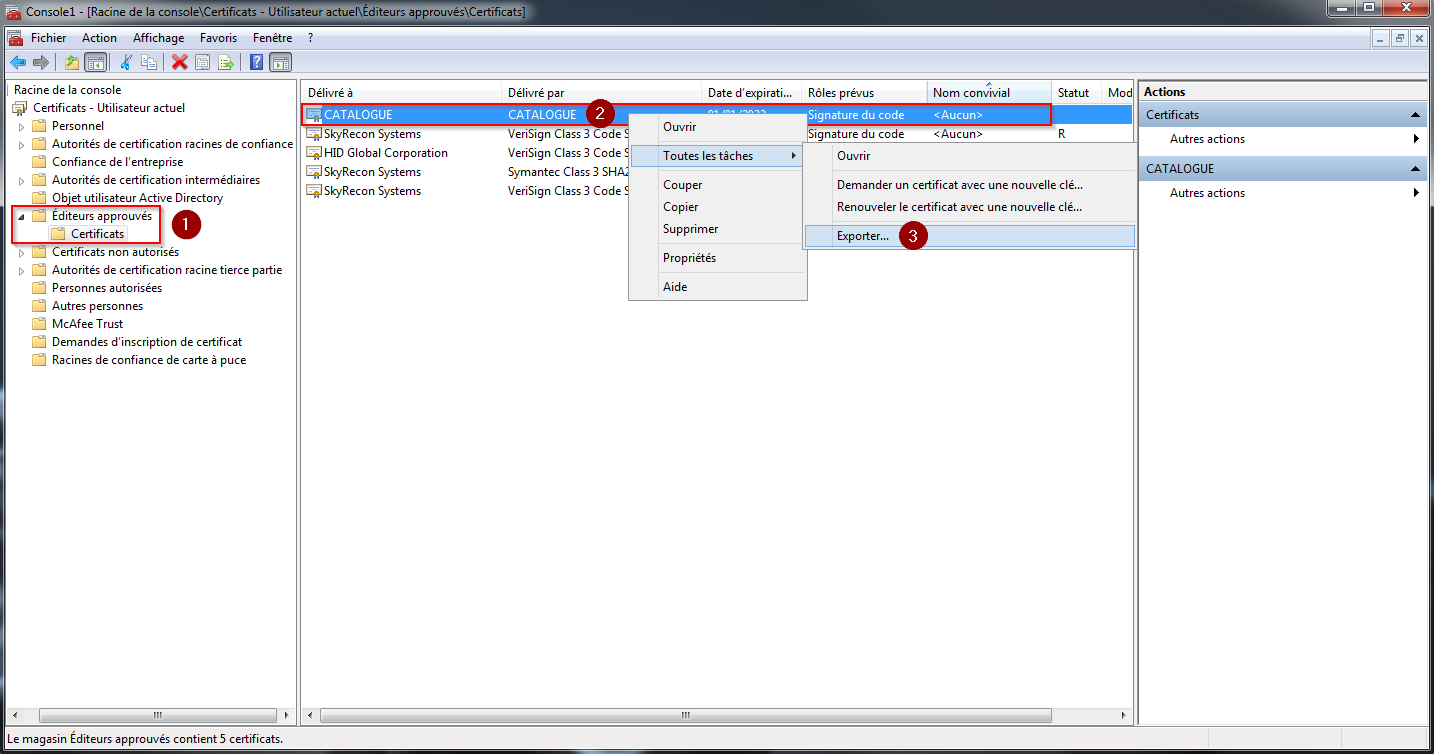 Console1 - [Racine de la console\Certificats - Utilisateur actuel\Éditeurs approuvés\Certificats]
Fichier Action Affichage Favoris Fenêtre ?
Racine de la console
Certificats - Utilisateur actuel
Personnel
Autorités de certification racines de confiance
Confiance de l'entreprise
Autorités de certification intermédiaires
Objet utilisateur Active Directory
Éditeurs approuvés
Certificats
1
Certificats non autorisés
Autorités de certification racine tierce partie
Personnes autorisées
Autres personnes
McAfee Trust
Demandes d'inscription de certificat
Racines de confiance de carte à puce
Délivré à Délivré par Date d'expirati... Rôles prévus Nom convivial Statut Mod
CATALOGUE CATALOGUE 2 Signature du code <Aucun>
SkyRecon Systems VeriSign Class 3 Code S Signature du code <Aucun> R
HID Global Corporation VeriSign Class 3 Code S
SkyRecon Systems Symantec Class 3 SHA2
SkyRecon Systems VeriSign Class 3 Code S
Ouvrir
Toutes les tâches
Couper
Copier
Supprimer
Propriétés
Aide
Ouvrir
Demander un certificat avec une nouvelle clé...
Renouveler le certificat avec une nouvelle clé...
Exporter... 3
Actions
Certificats
Autres actions
CATALOGUE
Autres actions
Le magasin Éditeurs approuvés contient 5 certificats.